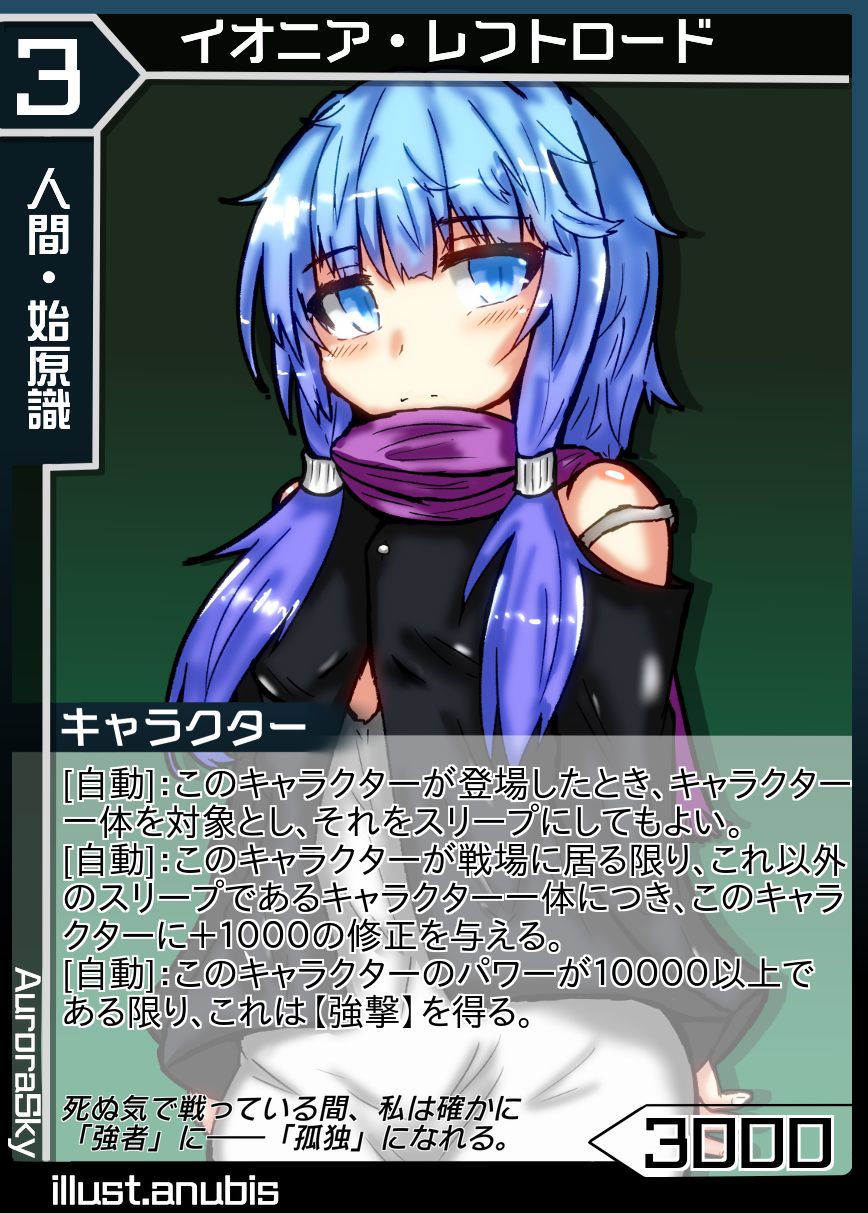 3
イオニア・レフトロード
人間・始原識
キャラクター
[自動]:このキャラクターが登場したとき、キャラクター
一体を対象とし、それをスリープにしてもよい。
[自動]:このキャラクターが戦場に居る限り、これ以外
のスリープであるキャラクター一体につき、このキャラ
クターに＋1000の修正を与える。
[自動]:このキャラクターのパワーが10000以上で
ある限り、これは【強撃】を得る。
死ぬ気で戦っている間、私は確かに
「強者」に――「孤独」になれる。
3000
AuroraSky
illust.anubis